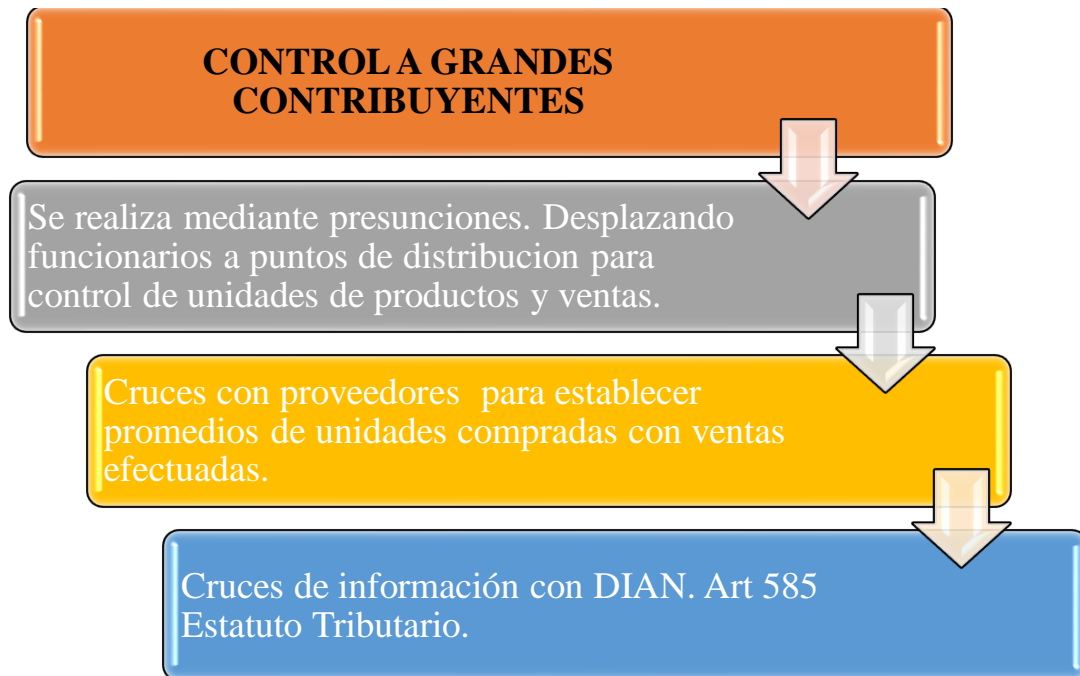 CONTROL A GRANDES
CONTRIBUYENTES
Se realiza mediante presunciones. Desplazando
funcionarios a puntos de distribucion para
control de unidades de productos y ventas.
Cruces con proveedores para establecer
promedios de unidades compradas con ventas
efectuadas.
Cruces de información con DIAN. Art 585
Estatuto Tributario.